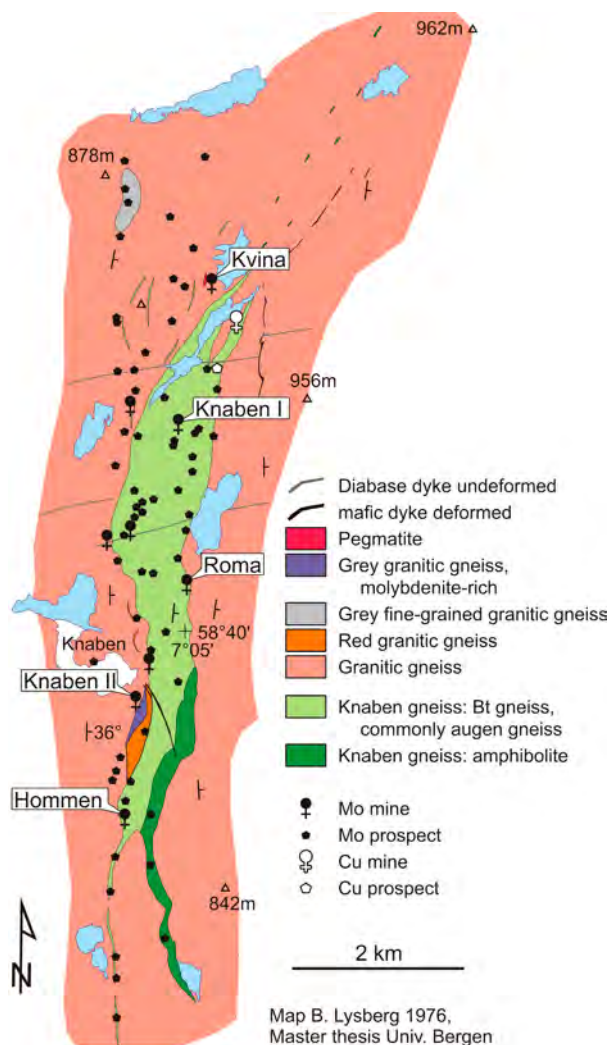 962m
878m
Kvina
956m
Knaben I
Roma
58°40'
7°05'
Knaben
Knaben II
36°
Hommen
842m
N
Diabase dyke undeformed
mafic dyke deformed
Pegmatite
Grey granitic gneiss,
molybdenite-rich
Grey fine-grained granitic gneiss
Red granitic gneiss
Granitic gneiss
Knaben gneiss: Bt gneiss,
commonly augen gneiss
Knaben gneiss: amphibolite
Mo mine
Mo prospect
Cu mine
Cu prospect
2 km
Map B. Lysberg 1976,
Master thesis Univ. Bergen